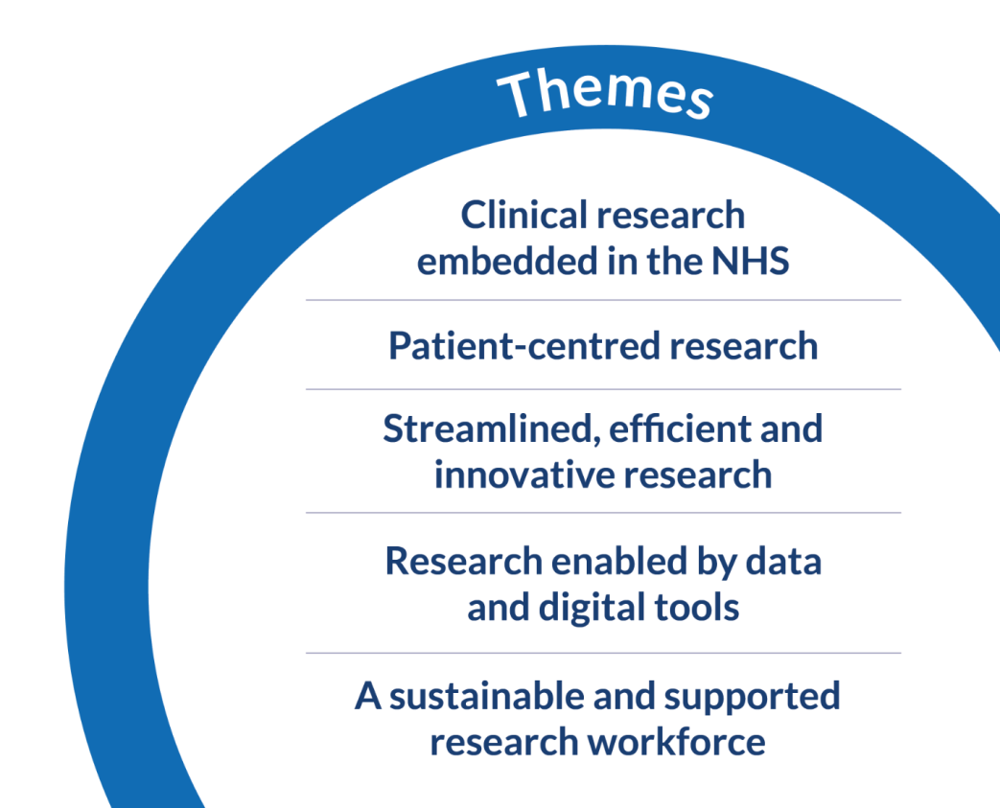 Themes
Clinical research
embedded in the NHS
Patient-centred research
Streamlined, efficient and
innovative research
Research enabled by data
and digital tools
A sustainable and supported
research workforce